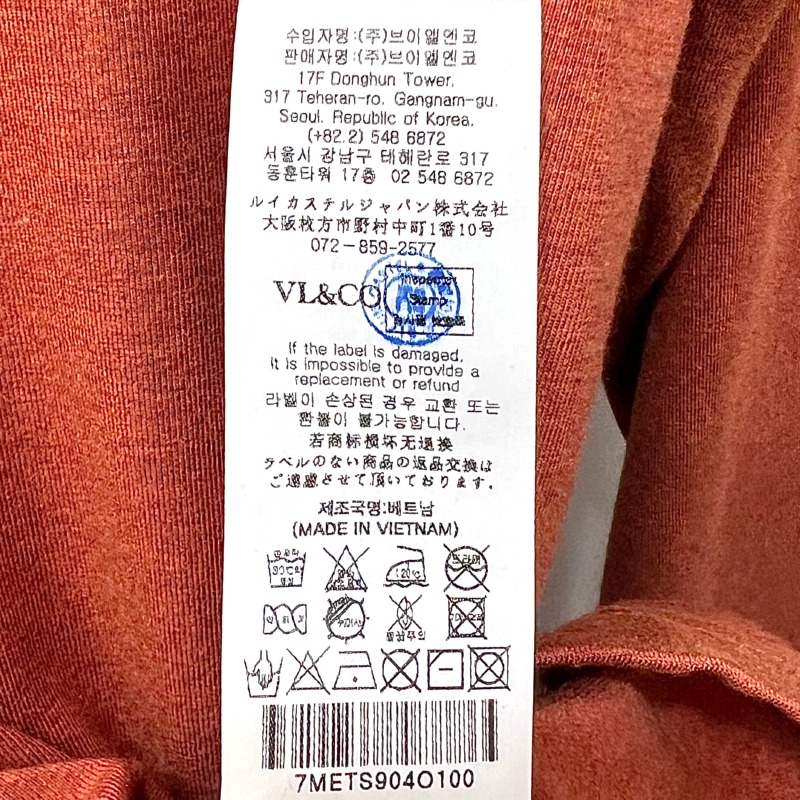 수입자명:(주)브이엘엔코
판매자명:(주)브이엘엔코
17F Donghun Tower,
317 Teheran-ro, Gangnam-gu,
Seoul, Republic of Korea.
(+82.2) 548 6872
서울시 강남구 테헤란로 317
동훈타워 17층 02 548 6872
ルイカステルジャパン株式会社
大阪枚方市野村中町1番10号
072-859-2577
VL&CO
Inspector
Stamp
If the label is damaged,
it is impossible to provide a
replacement or refund
라벨이 손상된 경우 교환 또는
환불이 불가능합니다.
若商标损坏无退换
ラベルのない商品の返品交換は
ご遠慮させて頂いております。
제조국명:베트남
(MADE IN VIETNAM)
30℃
120℃
드라이
7METS904O100